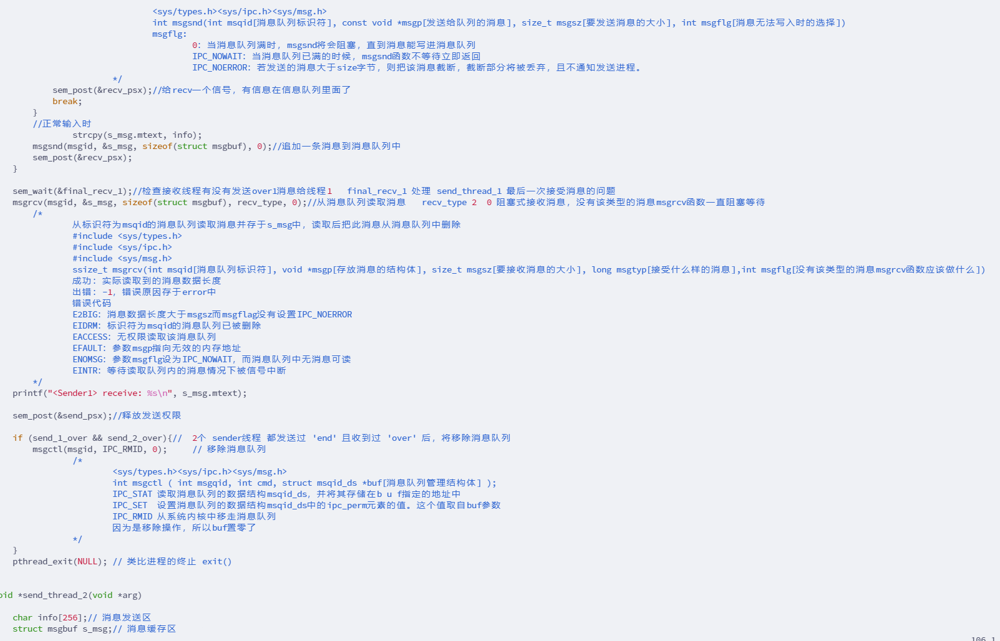 <sys/types.h><sys/ipc.h><sys/msg.h>
int msgsnd(int msqid[消息队列标识符], const void *msgp[发送给队列的消息], size_t msgsz[要发送消息的大小], int msgflg[消息无法写入时的选择])
msgflg:
0: 当消息队列满时，msgsnd将会阻塞，直到消息能写进消息队列
IPC_NOWAIT: 当消息队列已满的时候，msgsnd函数不等待立即返回
IPC_NOERROR: 若发送的消息大于size字节，则把该消息截断，截断部分将被丢弃，且不通知发送进程。
*/
sem_post(&recv_psx);//给recv一个信号，有信息在信息队列里面了
break;
}
//正常输入时
strcpy(s_msg.mtext, info);
msgsnd(msgid, &s_msg, sizeof(struct msgbuf), 0);//追加一条消息到消息队列中
sem_post(&recv_psx);
}
sem_wait(&final_recv_1);//检查接收线程有没有发送over1消息给线程1   final_recv_1 处理 send_thread_1 最后一次接受消息的问题
msgrcv(msgid, &s_msg, sizeof(struct msgbuf), recv_type, 0);//从消息队列读取消息   recv_type 2  0 阻塞式接收消息，没有该类型的消息msgrcv函数一直阻塞等待
/*
从标识符为msqid的消息队列读取消息并存于s_msg中，读取后把此消息从消息队列中删除
#include <sys/types.h>
#include <sys/ipc.h>
#include <sys/msg.h>
ssize_t msgrcv(int msqid[消息队列标识符], void *msgp[存放消息的结构体], size_t msgsz[要接收消息的大小], long msgtyp[接受什么样的消息],int msgflg[没有该类型的消息msgrcv函数应该做什么])
成功: 实际读取到的消息数据长度
出错: -1，错误原因存于error中
错误代码
E2BIG: 消息数据长度大于msgsz而msgflag没有设置IPC_NOERROR
EIDRM: 标识符为msqid的消息队列已被删除
EACCESS: 无权限读取该消息队列
EFAULT: 参数msgp指向无效的内存地址
ENOMSG: 参数msgflg设为IPC_NOWAIT，而消息队列中无消息可读
EINTR: 等待读取队列内的消息情况下被信号中断
*/
printf("<Sender1> receive: %s\n", s_msg.mtext);
sem_post(&send_psx);//释放发送权限
if (send_1_over && send_2_over){//  2个 sender线程 都发送过 'end' 且收到过 'over' 后，将移除消息队列
msgctl(msgid, IPC_RMID, 0);     // 移除消息队列
/*
<sys/types.h><sys/ipc.h><sys/msg.h>
int msgctl ( int msgqid, int cmd, struct msqid_ds *buf[消息队列管理结构体] );
IPC_STAT 读取消息队列的数据结构msqid_ds，并将其存储在b u f指定的地址中
IPC_SET  设置消息队列的数据结构msqid_ds中的ipc_perm元素的值。这个值取自buf参数
IPC_RMID 从系统内核中移走消息队列
因为是移除操作，所以buf置零了
*/
}
pthread_exit(NULL); // 类比进程的终止 exit()
oid *send_thread_2(void *arg)
char info[256];// 消息发送区
struct msgbuf s_msg;// 消息缓存区